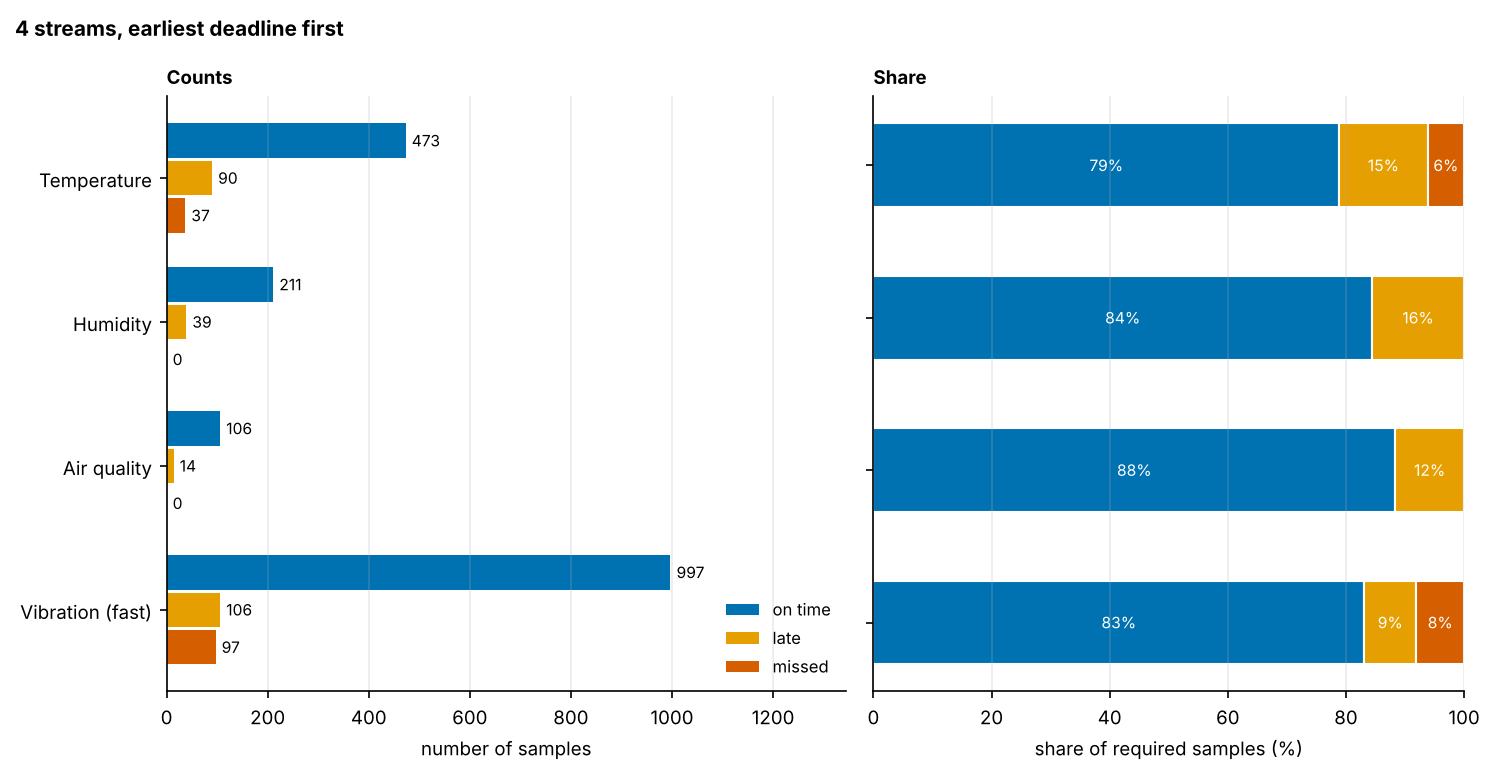 4 streams, earliest deadline first
Counts
Temperature
473
90
37
Humidity
211
39
0
Air quality
106
14
0
Vibration (fast)
997
106
97
on time
late
missed
0 200 400 600 800 1000 1200
number of samples
Share
79% 15% 6%
84% 16%
88% 12%
83% 9% 8%
0 20 40 60 80 100
share of required samples (%)